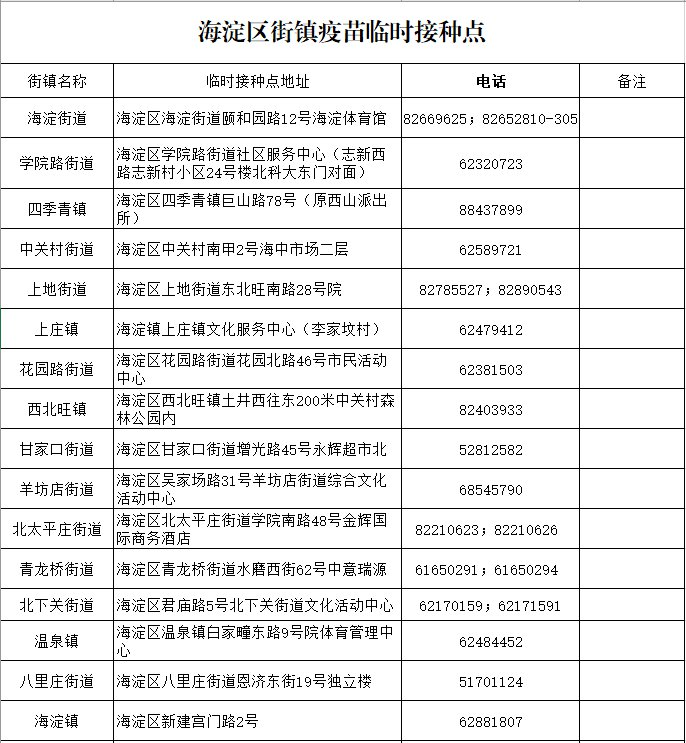 海淀区街镇疫苗临时接种点
街镇名称 临时接种点地址 电话 备注
海淀街道 海淀区海淀街道颐和园路12号海淀体育馆 82669625；82652810-305
学院路街道 海淀区学院路街道社区服务中心（志新西
路志新村小区24号楼北科大东门对面） 62320723
四季青镇 海淀区四季青镇巨山路78号（原西山派出
所） 88437899
中关村街道 海淀区中关村南甲2号海中市场二层 62589721
上地街道 海淀区上地街道东北旺南路28号院 82785527；82890543
上庄镇 海淀镇上庄镇文化服务中心（李家坟村） 62479412
花园路街道 海淀区花园路街道花园北路46号市民活动
中心 62381503
西北旺镇 海淀区西北旺镇土井西往东200米中关村森
林公园内 82403933
甘家口街道 海淀区甘家口街道增光路45号永辉超市北 52812582
羊坊店街道 海淀区吴家场路31号羊坊店街道综合文化
活动中心 68545790
北太平庄街道 海淀区北太平庄街道学院南路48号金辉国
际商务酒店 82210623；82210626
青龙桥街道 海淀区青龙桥街道水磨西街62号中意瑞源 61650291；61650294
北下关街道 海淀区君庙路5号北下关街道文化活动中心 62170159；62171591
温泉镇 海淀区温泉镇白家疃东路9号院体育管理中
心 62484452
八里庄街道 海淀区八里庄街道恩济东街19号独立楼 51701124
海淀镇 海淀区新建宫门路2号 62881807